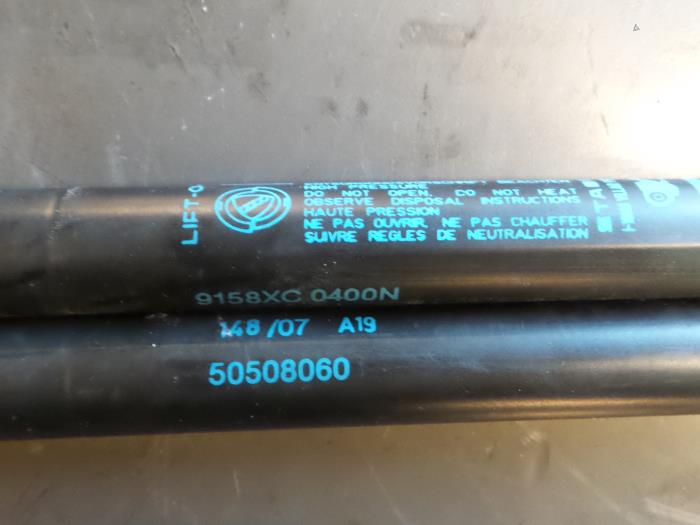 LIFT-O
HIGH PRESSURE
DO NOT OPEN. DO NOT HEAT
OBSERVE DISPOSAL INSTRUCTIONS
HAUTE PRESSION
NE PAS OUVRIR, NE PAS CHAUFFER
SUIVRE REGLES DE NEUTRALISATION
STA
9158XC 0400N
148/07 A19
50508060